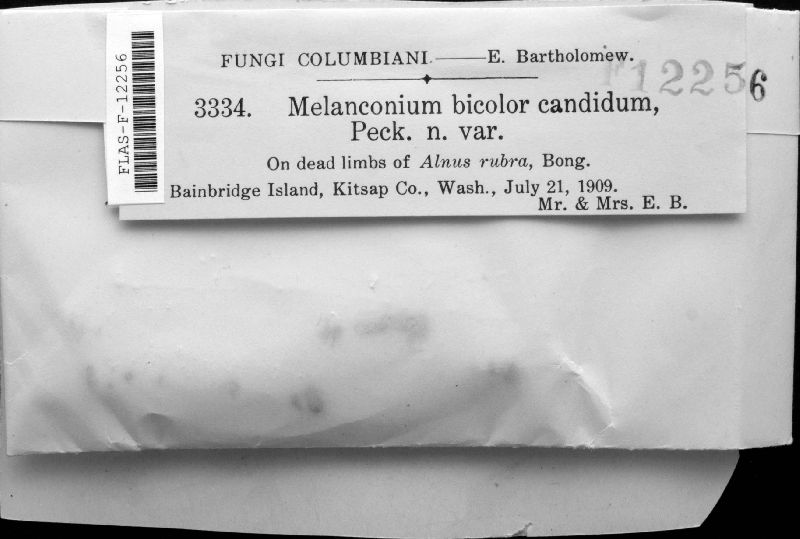 FLAS-F-12256
FUNGI COLUMBIANI.——E. Bartholomew.
F12256
3334. Melanconium bicolor candidum,
Peck. n. var.
On dead limbs of Alnus rubra, Bong.
Bainbridge Island, Kitsap Co., Wash., July 21, 1909.
Mr. & Mrs. E. B.